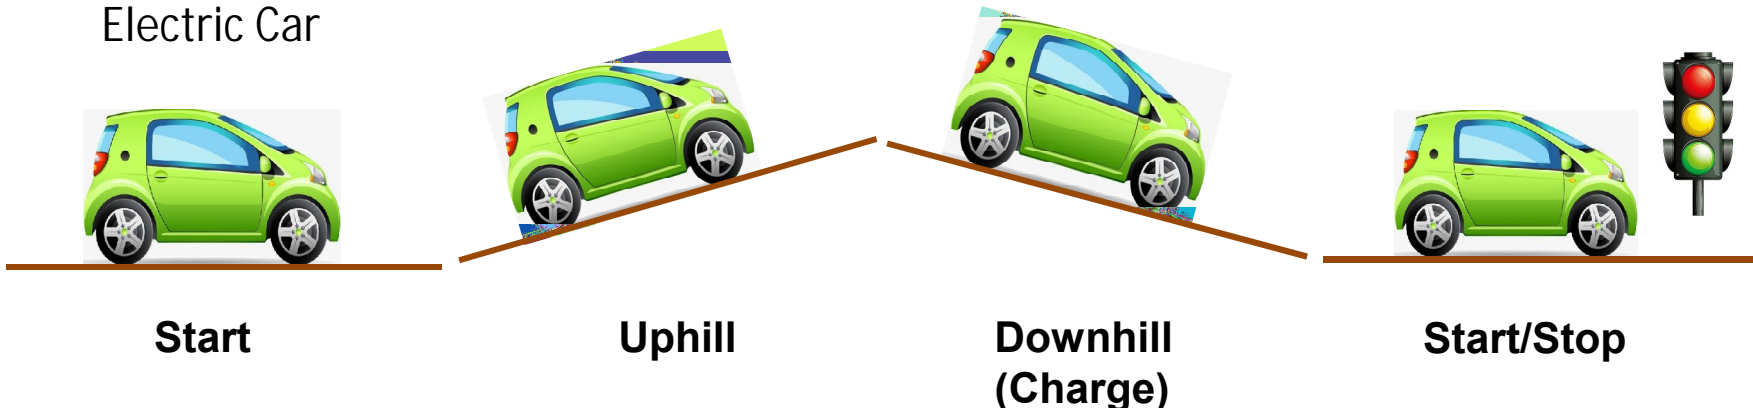 Electric Car
Start
Uphill
Downhill
(Charge)
Start/Stop